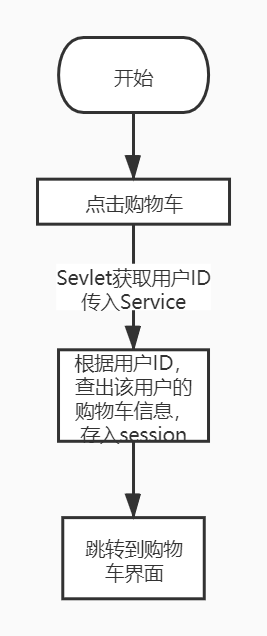 开始
点击购物车
Sevlet获取用户ID
传入Service
根据用户ID，
查出该用户的
购物车信息，
存入session
跳转到购物
车界面